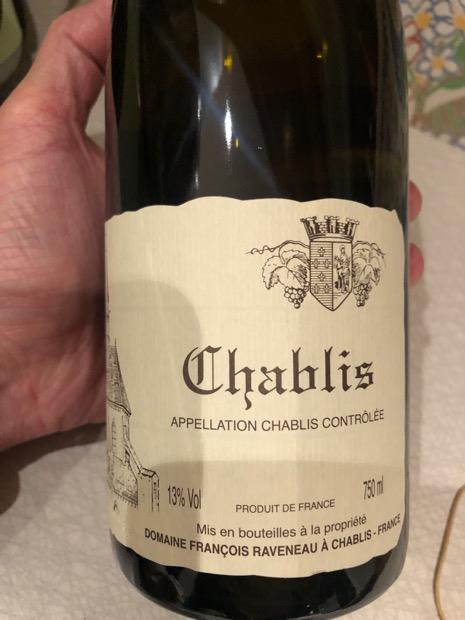 Chablis
APPELLATION CHABLIS CONTRÔLÉE
13% Vol
750 ml
PRODUIT DE FRANCE
Mis en bouteilles à la propriété
DOMAINE FRANÇOIS RAVENEAU À CHABLIS - FRANCE